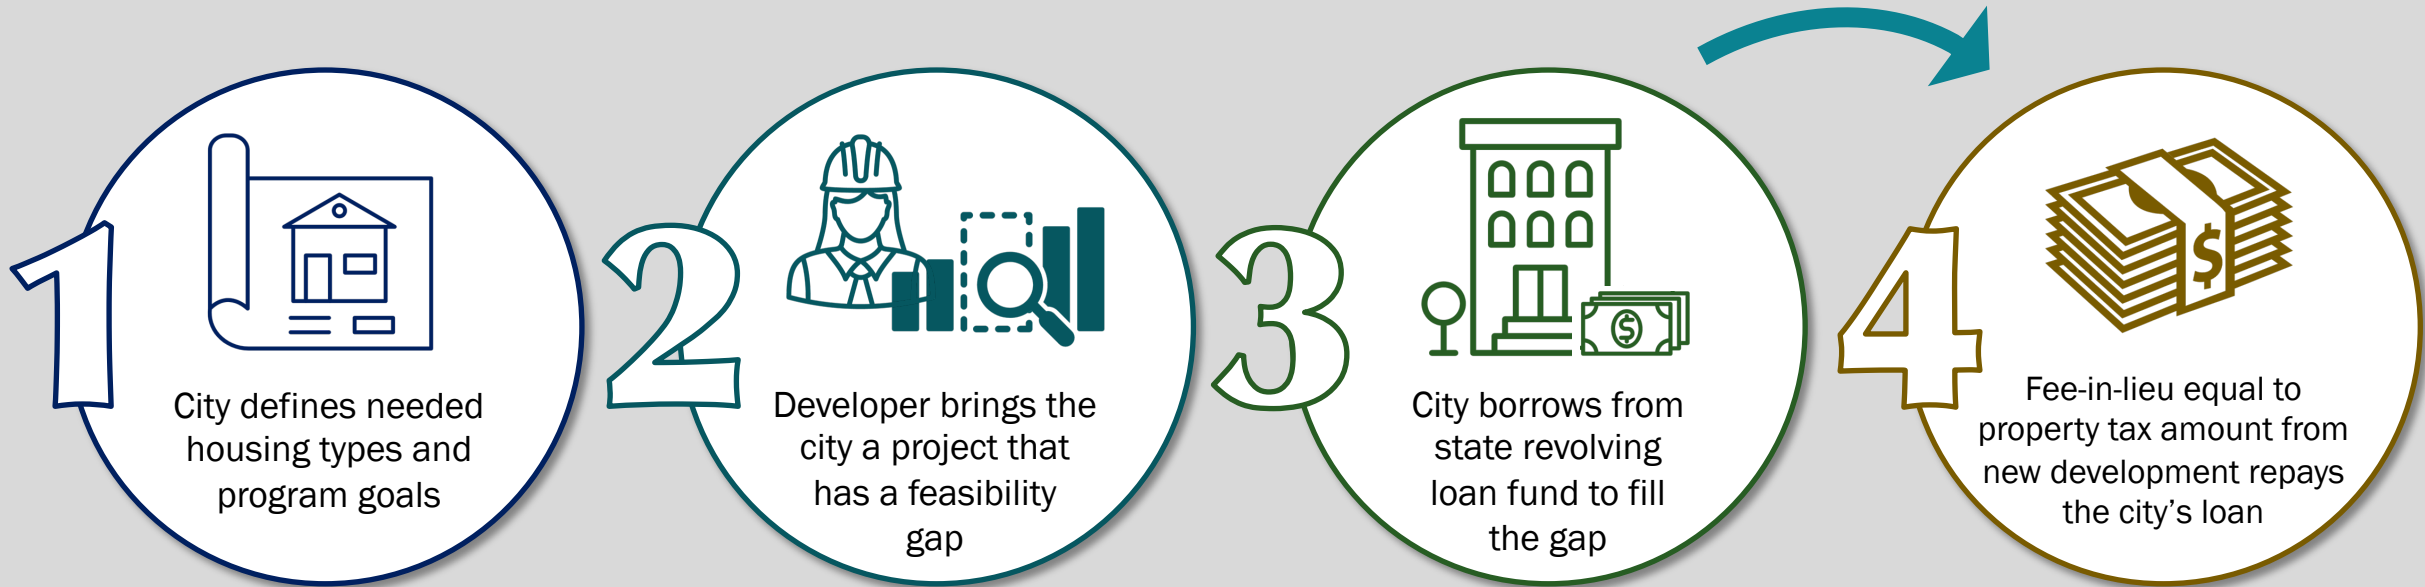 1
City defines needed
housing types and
program goals
2
Developer brings the
city a project that
has a feasibility
gap
3
$
City borrows from
state revolving
loan fund to fill
the gap
4
$
Fee-in-lieu equal to
property tax amount from
new development repays
the city's loan